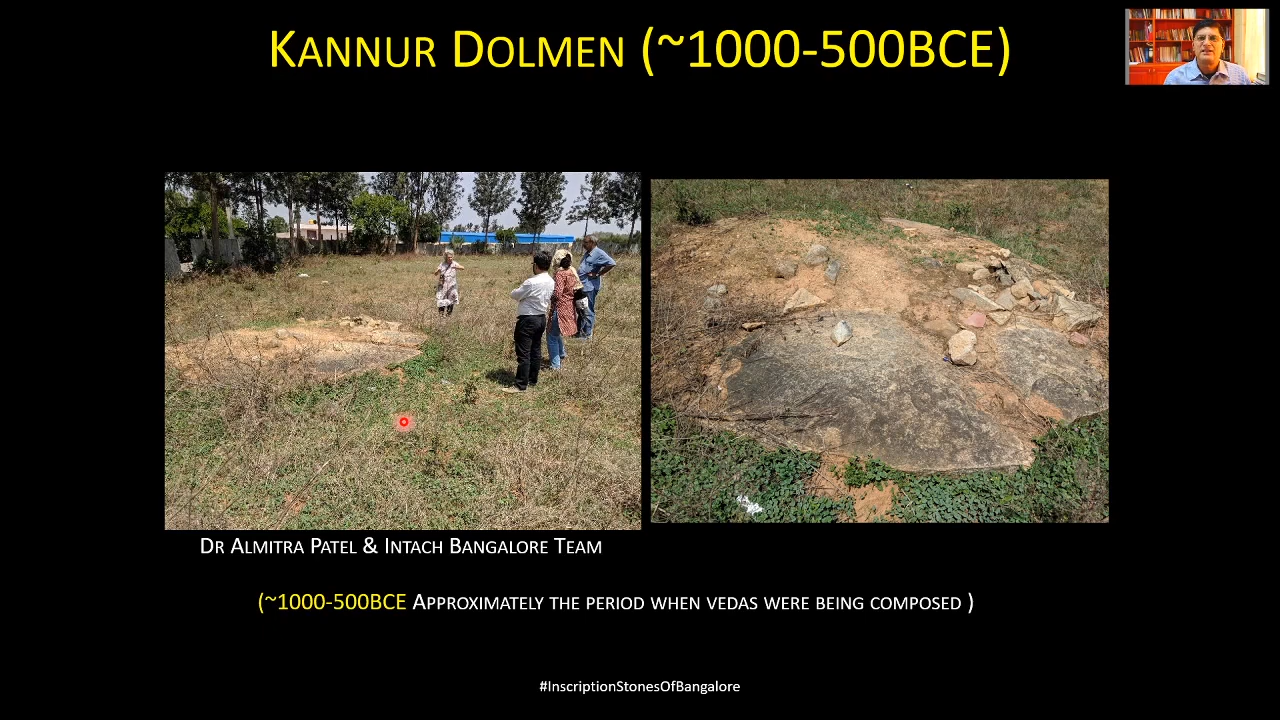 KANNUR DOLMEN (~1000-500BCE)
DR ALMITRA PATEL & INTACH BANGALORE TEAM
(~1000-500BCE APPROXIMATELY THE PERIOD WHEN VEDAS WERE BEING COMPOSED )
#InscriptionStonesOfBangalore